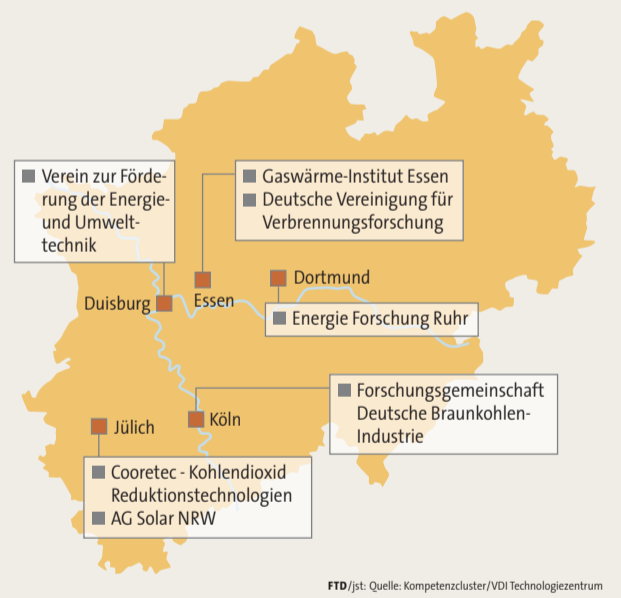 Verein zur Förde-
rung der Energie-
und Umwelt-
technik
Gaswärme-Institut Essen
Deutsche Vereinigung für
Verbrennungsforschung
Duisburg
Essen
Dortmund
Energie Forschung Ruhr
Forschungsgemeinschaft
Deutsche Braunkohlen-
Industrie
Köln
Jülich
Cooretec - Kohlendioxid
Reduktionstechnologien
AG Solar NRW
FTD/jst: Quelle: Kompetenzcluster/VDI Technologiezentrum